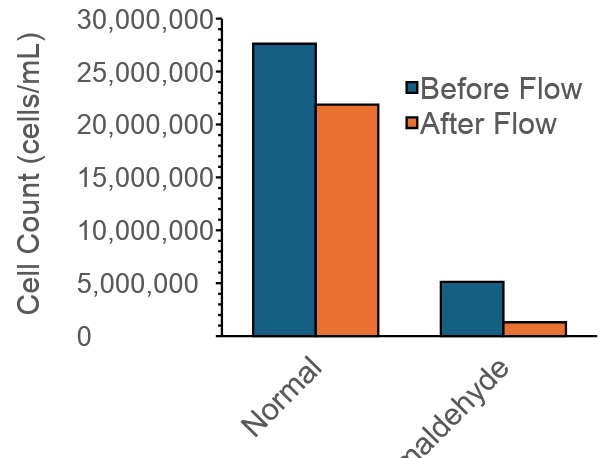 30,000,000
25,000,000
20,000,000
15,000,000
10,000,000
5,000,000
0
Cell Count (cells/mL)
Before Flow
After Flow
Normal
maldehyde